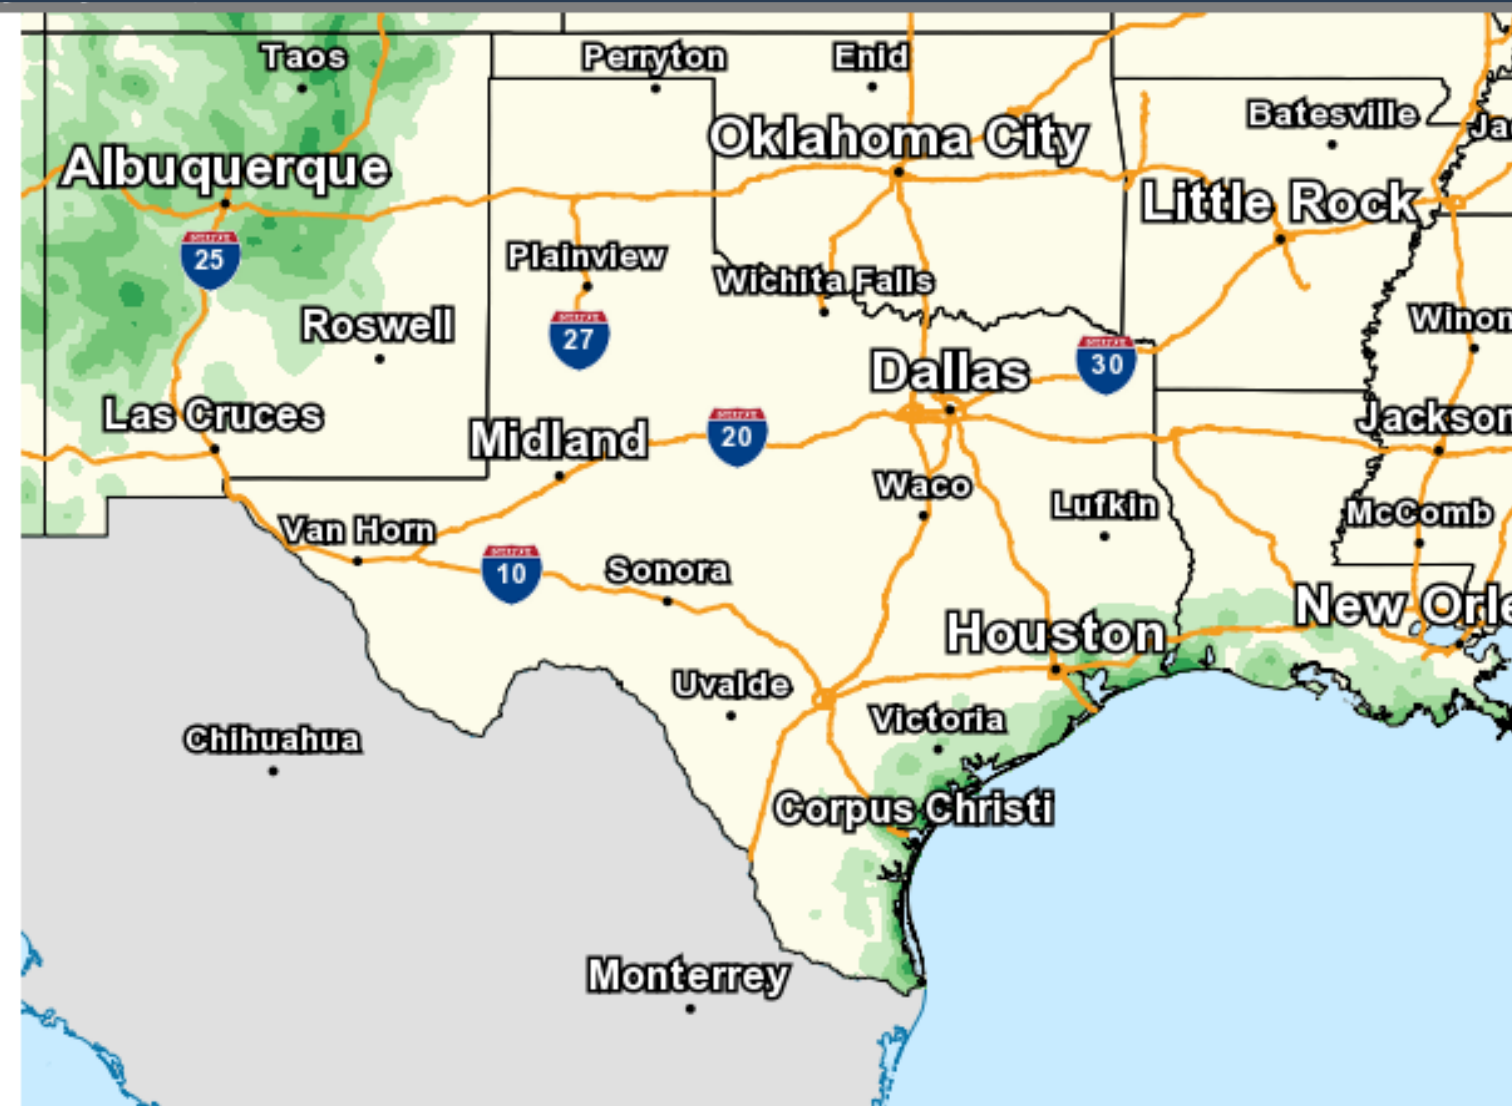 Taos
Perryton
Enid
Batesville
Oklahoma City
Albuquerque
Little Rock
25
Plainview
Wichita Falls
Roswell
27
30
Dallas
Las Cruces
Midland
20
Jackson
Waco
Lufkin
McComb
Van Horn
10
Sonora
New
Houston
Uvalde
Victoria
Chihuahua
Corpus Christi
Monterrey